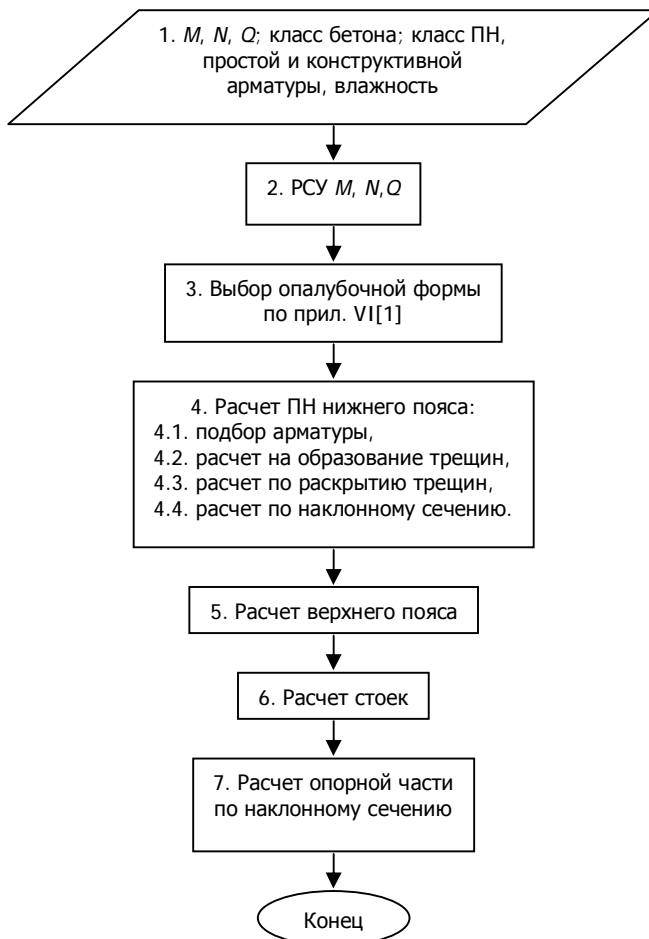 1. M, N, Q; класс бетона; класс ПН,
простой и конструктивной
арматуры, влажность
2. РСУ M, N,Q
3. Выбор опалубочной формы
по прил. VI[1]
4. Расчет ПН нижнего пояса:
4.1. подбор арматуры,
4.2. расчет на образование трещин,
4.3. расчет по раскрытию трещин,
4.4. расчет по наклонному сечению.
5. Расчет верхнего пояса
6. Расчет стоек
7. Расчет опорной части
по наклонному сечению
Конец